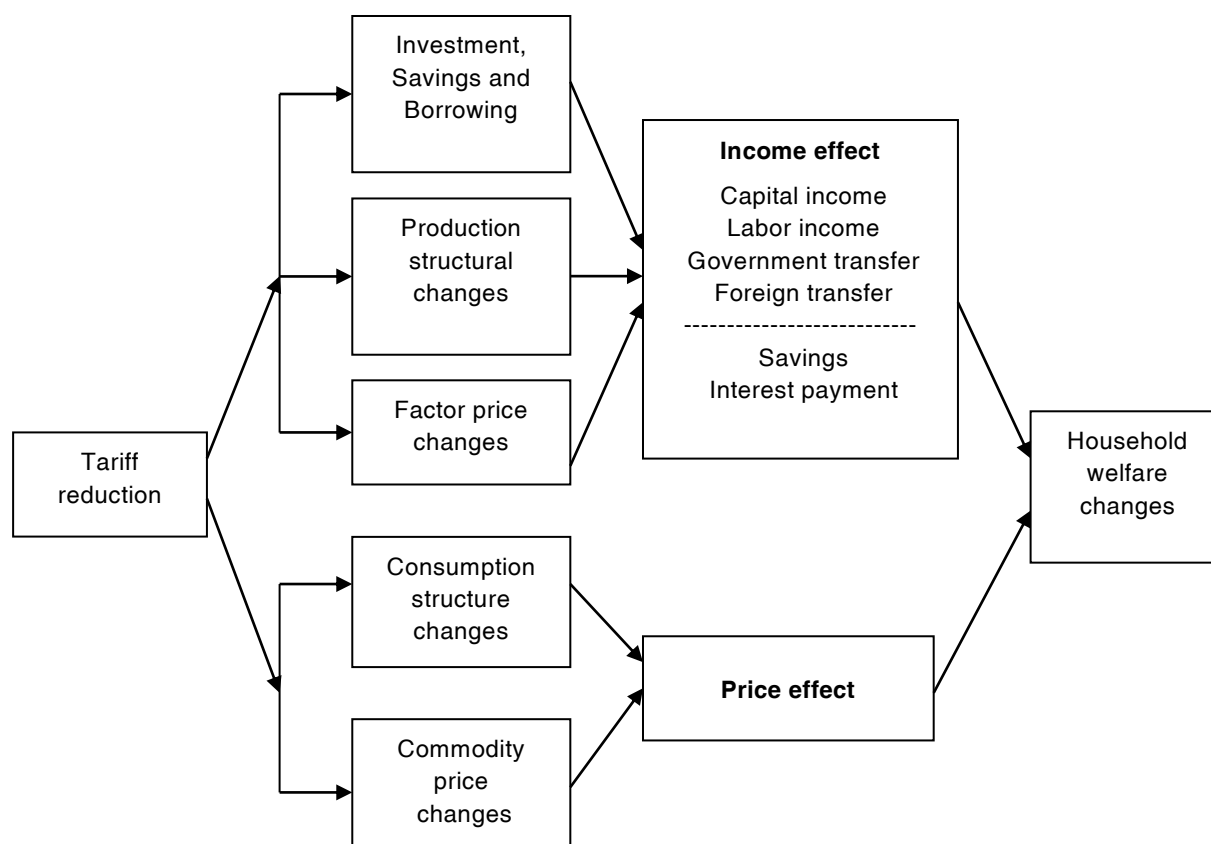 Investment,
Savings and
Borrowing
Production
structural
changes
Factor price
changes
Tariff
reduction
Consumption
structure
changes
Commodity
price
changes
Income effect
Capital income
Labor income
Government transfer
Foreign transfer
----------------------------
Savings
Interest payment
Price effect
Household
welfare
changes